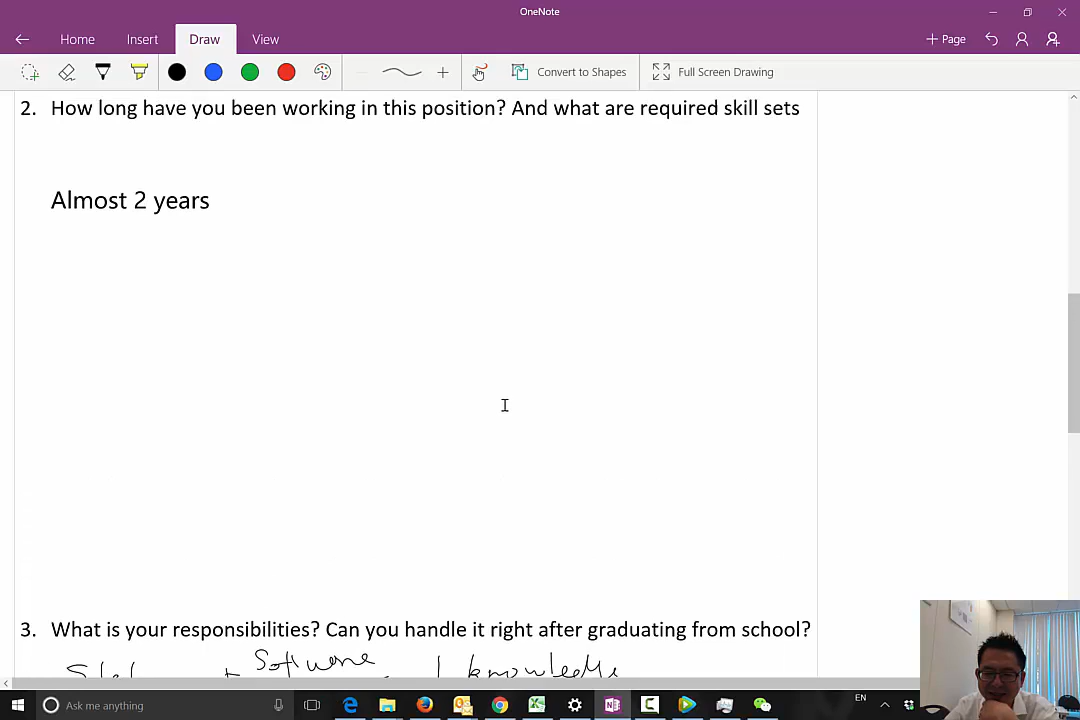 OneNote
Home Insert Draw View
Page
Convert to Shapes Full Screen Drawing
2. How long have you been working in this position? And what are required skill sets
Almost 2 years
3. What is your responsibilities? Can you handle it right after graduating from school?
Software knowledge
Ask me anything
EN